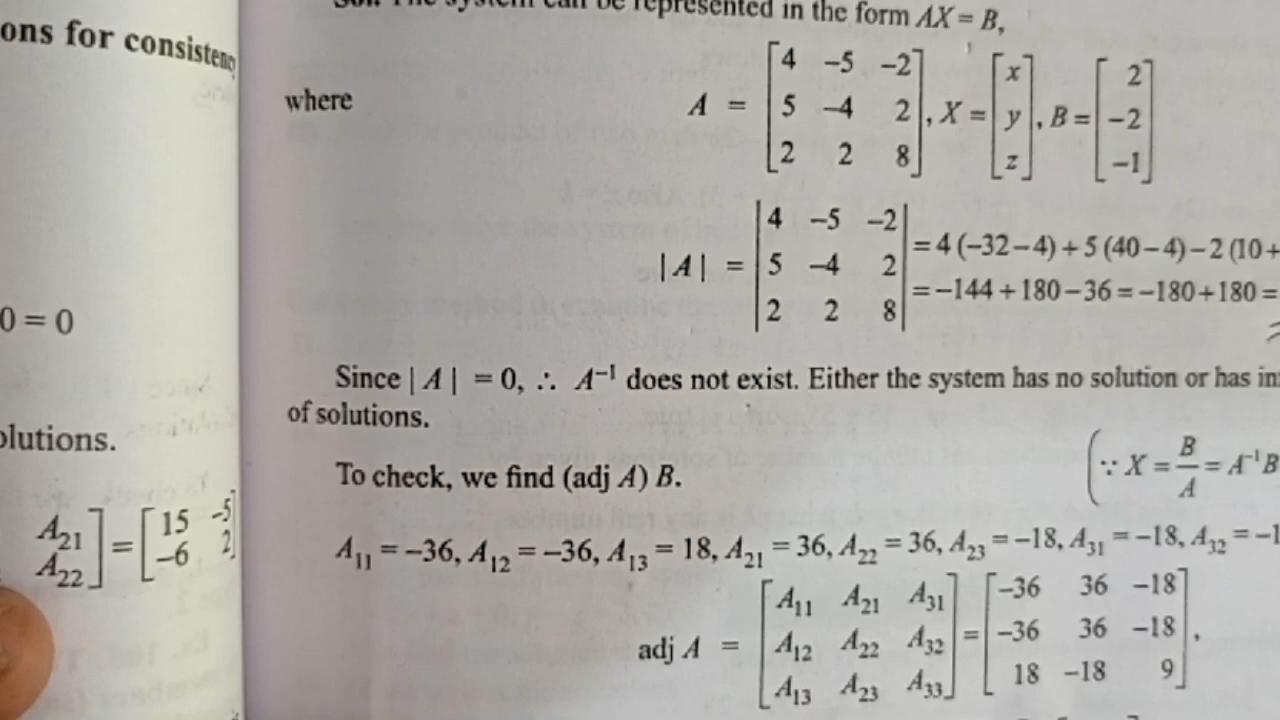 ons for consistency
0 = 0
olutions.
A21
A22 ] = [ 15 -5
-6 2 ]
Sol. The system can be represented in the form AX = B,
where A = [ 4 -5 -2
5 -4 2
2 2 8 ], X = [ x
y
z ], B = [ 2
-2
-1 ]
| A | = | 4 -5 -2
5 -4 2
2 2 8 | = 4 (-32 – 4) + 5 (40 – 4) – 2 (10 +
= –144 + 180 – 36 = –180 + 180 =
Since | A | = 0, ∴ A⁻¹ does not exist. Either the system has no solution or has in
of solutions.
To check, we find (adj A) B. (∵ X = B/A = A⁻¹B
A11 = –36, A12 = –36, A13 = 18, A21 = 36, A22 = 36, A23 = –18, A31 = –18, A32 = –1
adj A = [ A11 A21 A31
A12 A22 A32
A13 A23 A33 ] = [ –36 36 –18
–36 36 –18
18 –18 9 ],